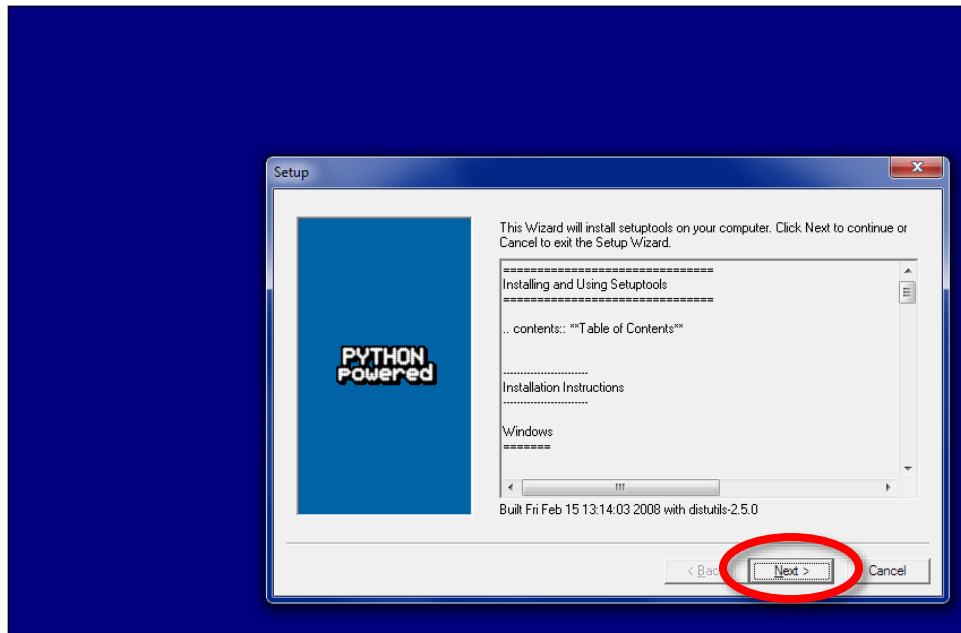 Setup
This Wizard will install setuptools on your computer. Click Next to continue or
Cancel to exit the Setup Wizard.
===============================
Installing and Using Setuptools
===============================
.. contents:: **Table of Contents**
-------------------------
Installation Instructions
-------------------------
Windows
=======
PYTHON
Powered
Built Fri Feb 15 13:14:03 2008 with distutils-2.5.0
< Bac
Next >
Cancel